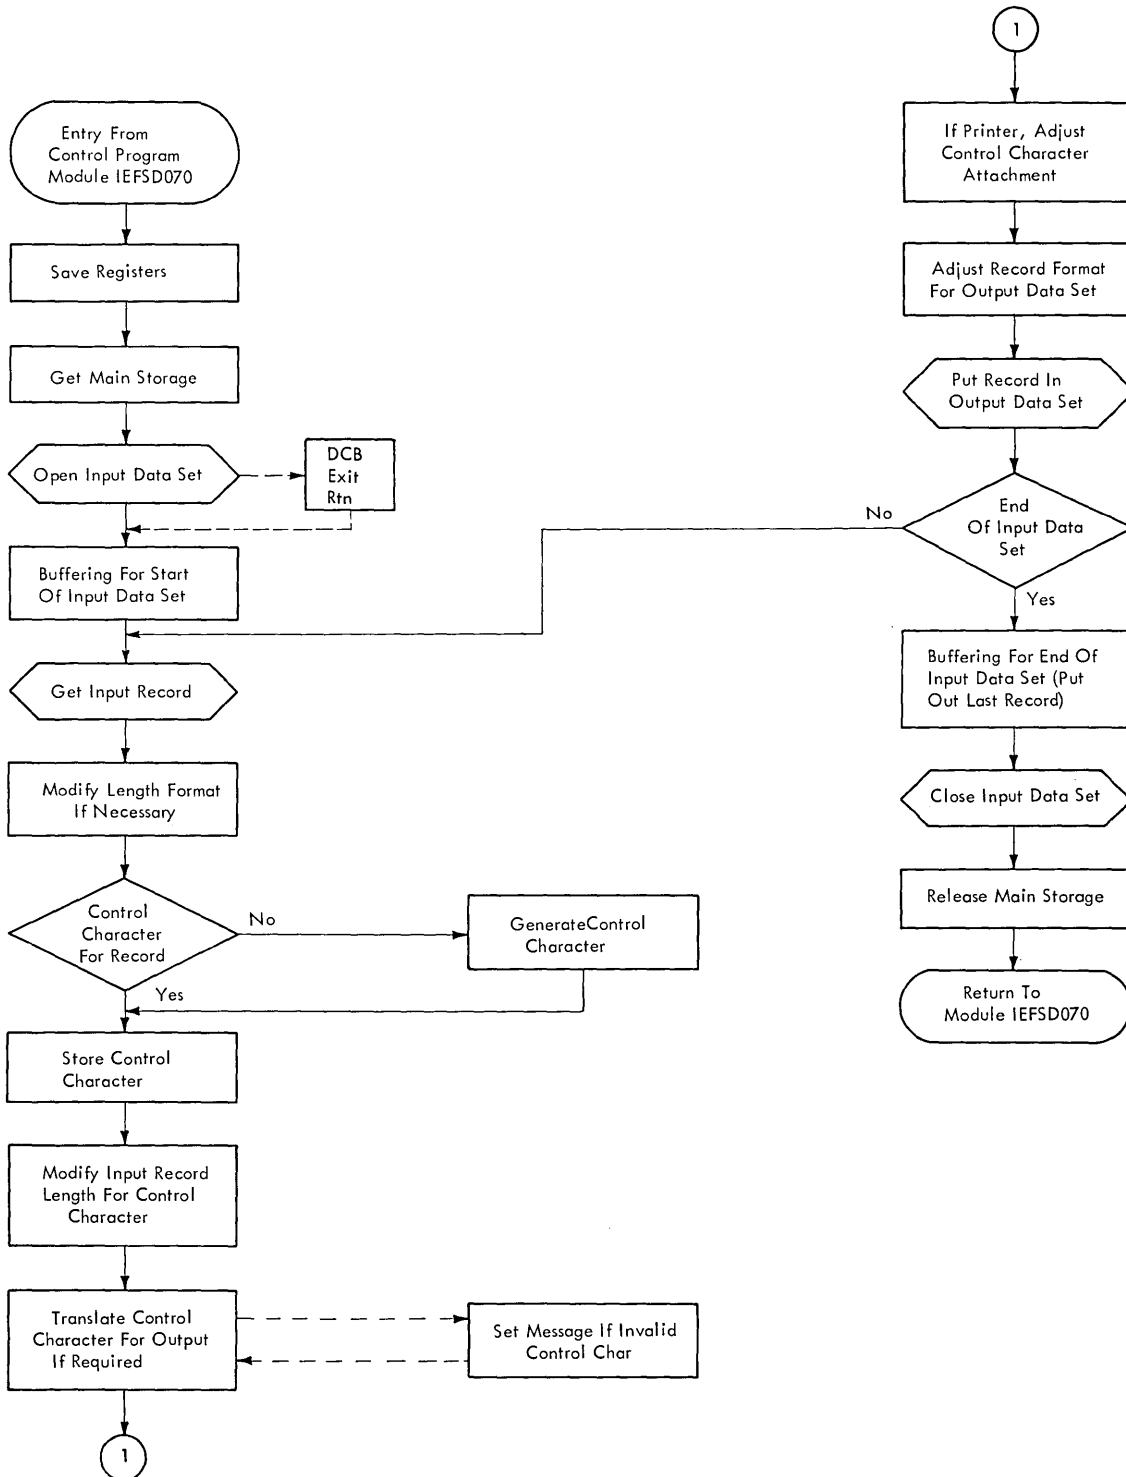 Entry From
Control Program
Module IEFSD070
Save Registers
Get Main Storage
Open Input Data Set
DCB
Exit
Rtn
Buffering For Start
Of Input Data Set
Get Input Record
Modify Length Format
If Necessary
Control
Character
For Record
No
GenerateControl
Character
Yes
Store Control
Character
Modify Input Record
Length For Control
Character
Translate Control
Character For Output
If Required
Set Message If Invalid
Control Char
1
1
If Printer, Adjust
Control Character
Attachment
Adjust Record Format
For Output Data Set
Put Record In
Output Data Set
End
Of Input Data
Set
No
Yes
Buffering For End Of
Input Data Set (Put
Out Last Record)
Close Input Data Set
Release Main Storage
Return To
Module IEFSD070